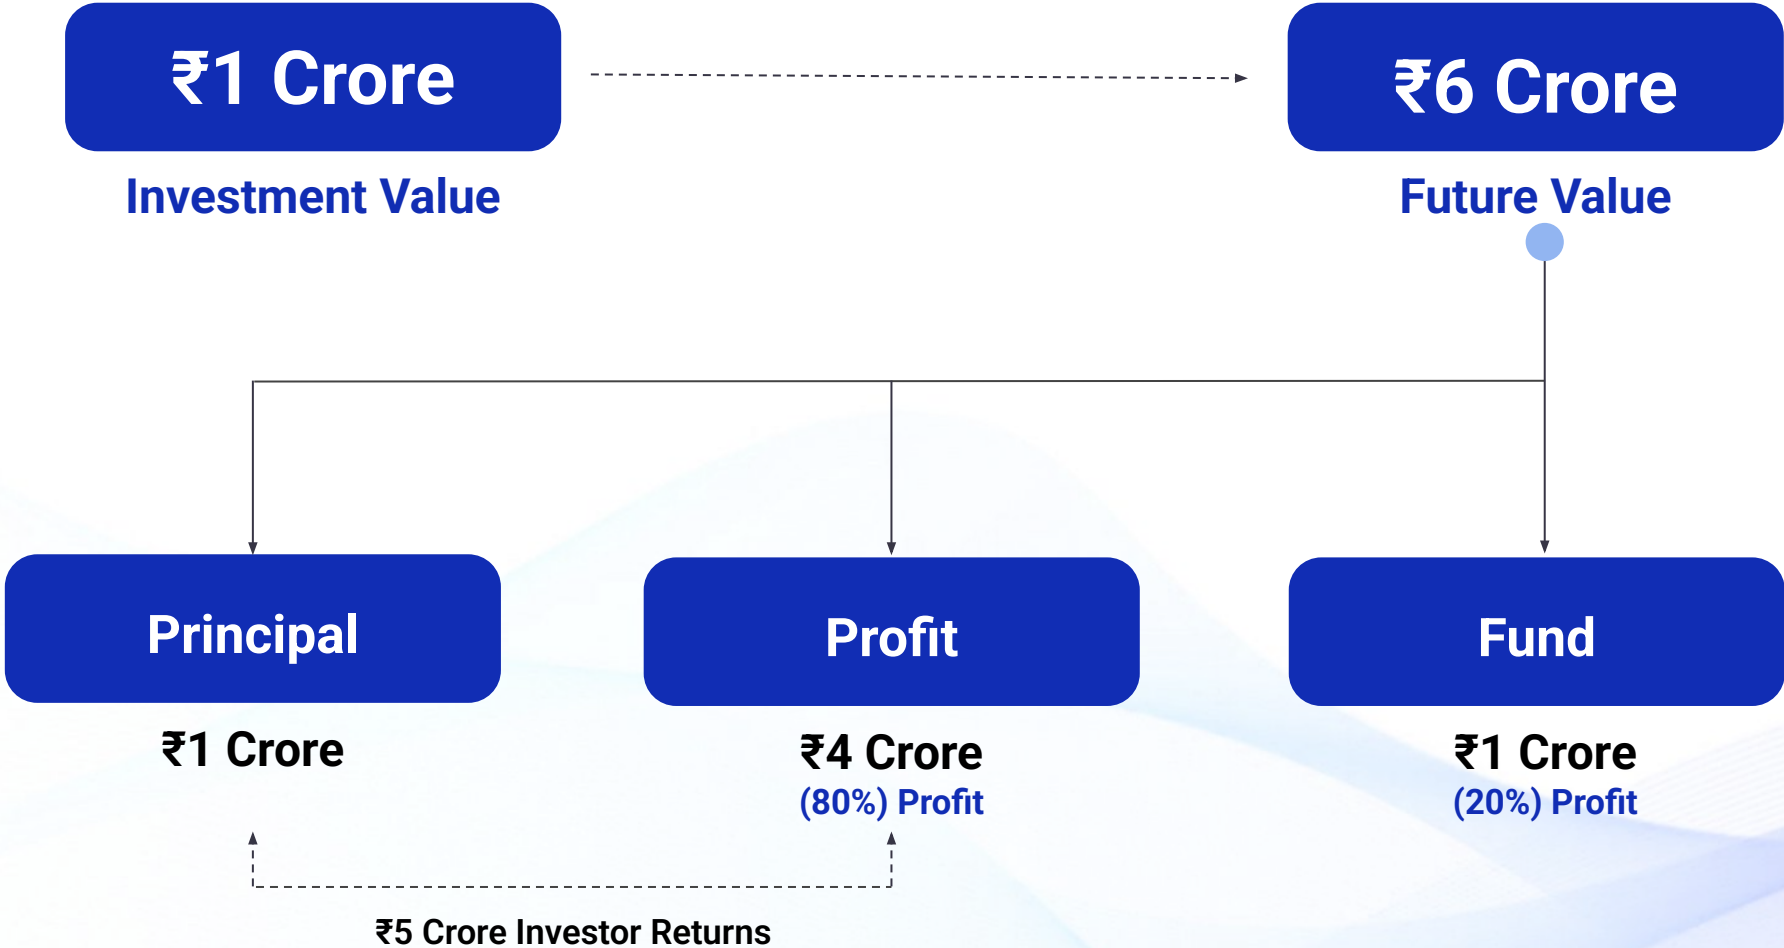 ₹1 Crore
₹6 Crore
Investment Value
Future Value
Principal
Profit
Fund
₹1 Crore
₹4 Crore
(80%) Profit
₹1 Crore
(20%) Profit
₹5 Crore Investor Returns